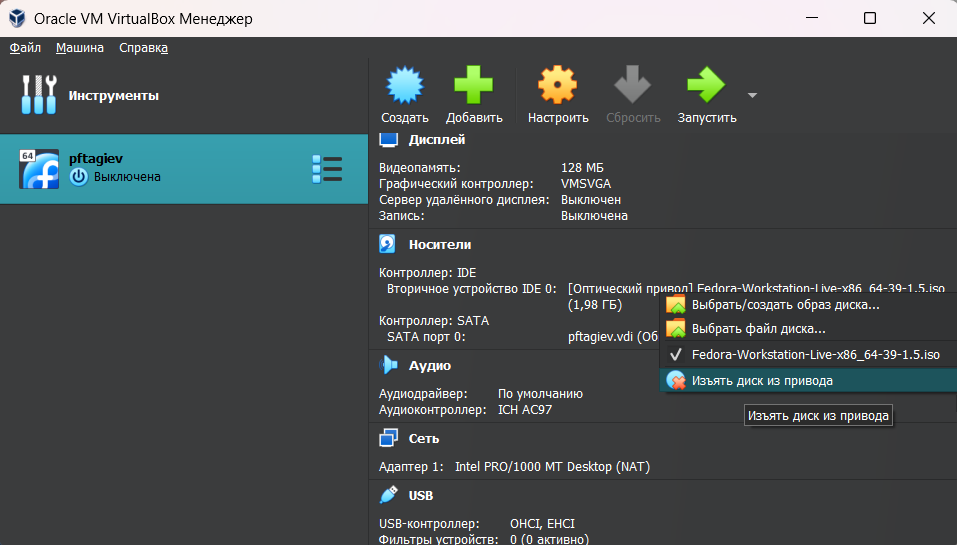 Oracle VM VirtualBox Менеджер
Файл Машина Справка
Инструменты
Создать Добавить Настроить Сбросить Запустить
64
pftagiev
Выключена
Дисплей
Видеопамять: 128 МБ
Графический контроллер: VMSVGA
Сервер удалённого дисплея: Выключен
Запись: Выключена
Носители
Контроллер: IDE
Вторичное устройство IDE 0: [Оптический привод] Fedora-Workstation-Live-x86_64-39-1.5.iso
(1,98 ГБ)
Контроллер: SATA
SATA порт 0: pftagiev.vdi (Об
Выбрать/создать образ диска...
Выбрать файл диска...
Fedora-Workstation-Live-x86_64-39-1.5.iso
Изъять диск из привода
Изъять диск из привода
Аудио
Аудиодрайвер: По умолчанию
Аудиоконтроллер: ICH AC97
Сеть
Адаптер 1: Intel PRO/1000 MT Desktop (NAT)
USB
USB-контроллер: OHCI, EHCI
Фильтры устройств: 0 (0 активно)